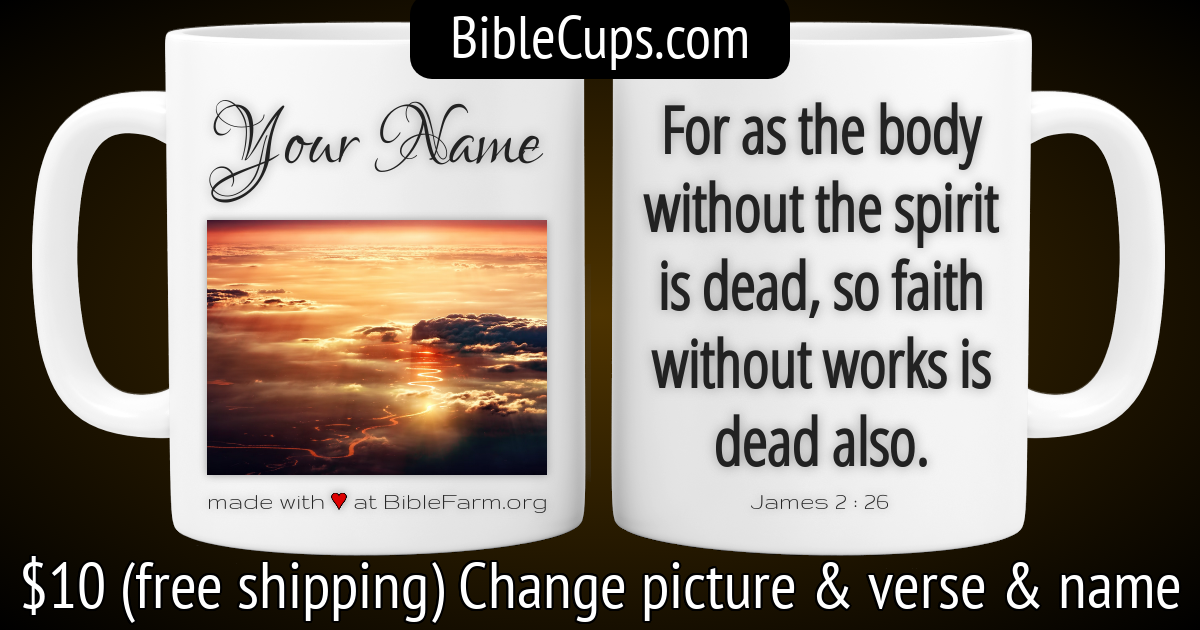 BibleCups.com
Your Name
made with ♥ at BibleFarm.org
For as the body
without the spirit
is dead, so faith
without works is
dead also.
James 2 : 26
$10 (free shipping) Change picture & verse & name